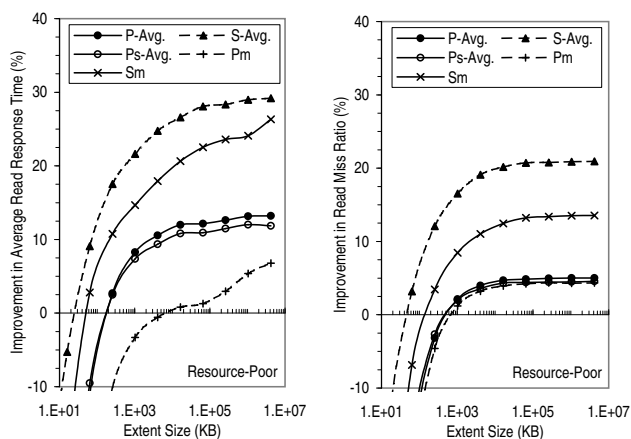 40
30
20
10
0
-10
Improvement in Average Read Response Time (%)
P-Avg.
S-Avg.
Ps-Avg.
Pm
Sm
Resource-Poor
1.E+01
1.E+03
1.E+05
1.E+07
Extent Size (KB)
40
30
20
10
0
-10
Improvement in Read Miss Ratio (%)
P-Avg.
S-Avg.
Ps-Avg.
Pm
Sm
Resource-Poor
1.E+01
1.E+03
1.E+05
1.E+07
Extent Size (KB)